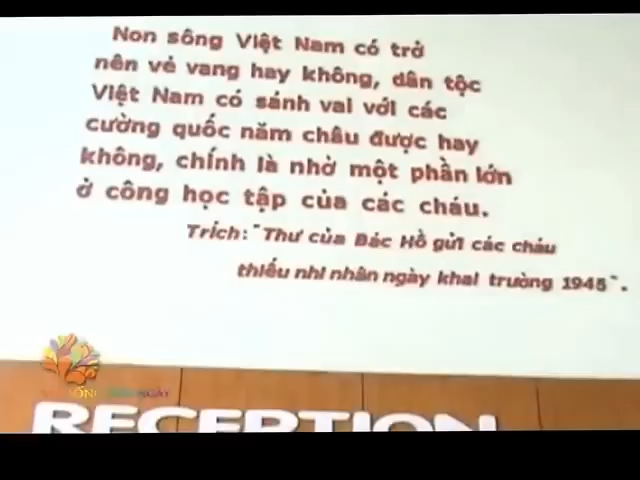 Non sông Việt Nam có trở
nên vẻ vang hay không, dân tộc
Việt Nam có sánh vai với các
cường quốc năm châu được hay
không, chính là nhờ một phần lớn
ở công học tập của các cháu.
Trích: "Thư của Bác Hồ gửi các cháu
thiếu nhi nhân ngày khai trường 1945".
RECEPTION